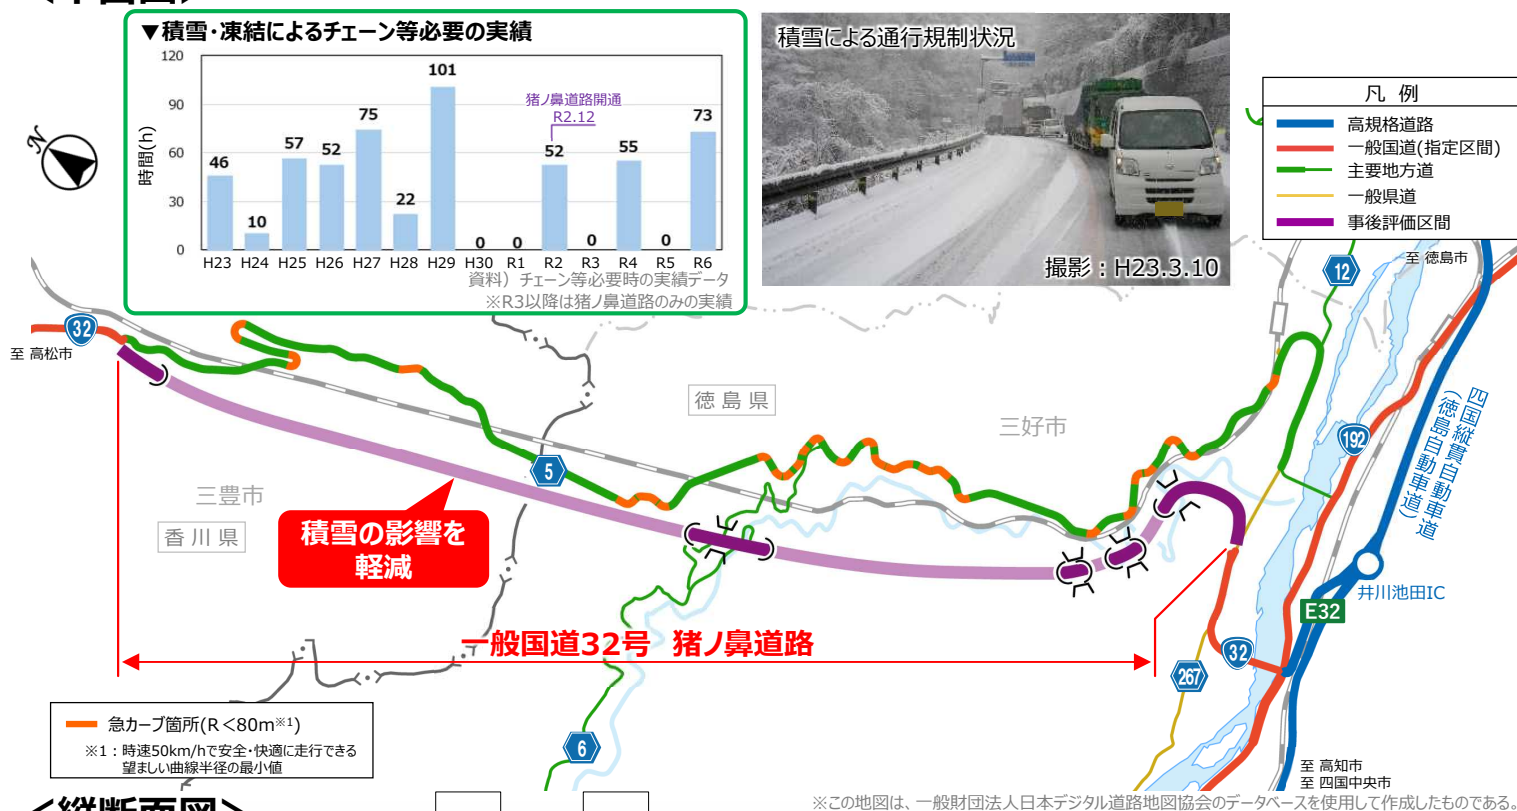 ▼積雪・凍結によるチェーン等必要の実績
時間(h)
120
90
60
30
0
46
10
57
52
75
22
101
0
0
52
0
55
0
73
猪ノ鼻道路開通
R2.12
H23 H24 H25 H26 H27 H28 H29 H30 R1 R2 R3 R4 R5 R6
資料）チェーン等必要時の実績データ
※R3以降は猪ノ鼻道路のみの実績
積雪による通行規制状況
撮影：H23.3.10
凡 例
高規格道路
一般国道(指定区間)
主要地方道
一般県道
事後評価区間
N
至 徳島市
12
32
至 高松市
徳島県
三好市
192
四国縦貫自動車道
(徳島自動車道)
5
三豊市
香川県
積雪の影響を
軽減
井川池田IC
E32
一般国道32号 猪ノ鼻道路
32
267
6
急カーブ箇所(R＜80m※1)
※1：時速50km/hで安全・快適に走行できる
望ましい曲線半径の最小値
至 高知市
至 四国中央市
※この地図は、一般財団法人日本デジタル道路地図協会のデータベースを使用して作成したものである。
＜縦断面図＞